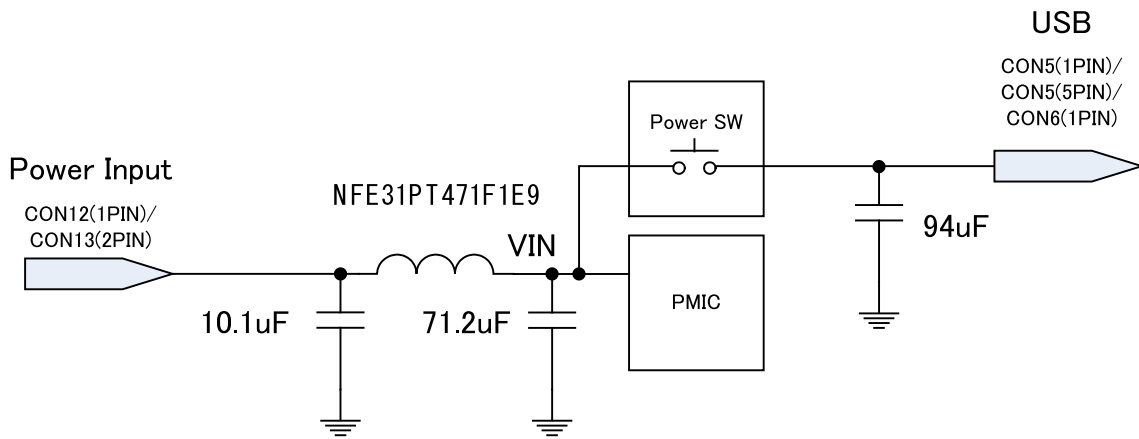 USB
CON5(1PIN)/
CON5(5PIN)/
CON6(1PIN)
Power SW
Power Input
CON12(1PIN)/
CON13(2PIN)
NFE31PT471F1E9
VIN
94uF
10.1uF
71.2uF
PMIC